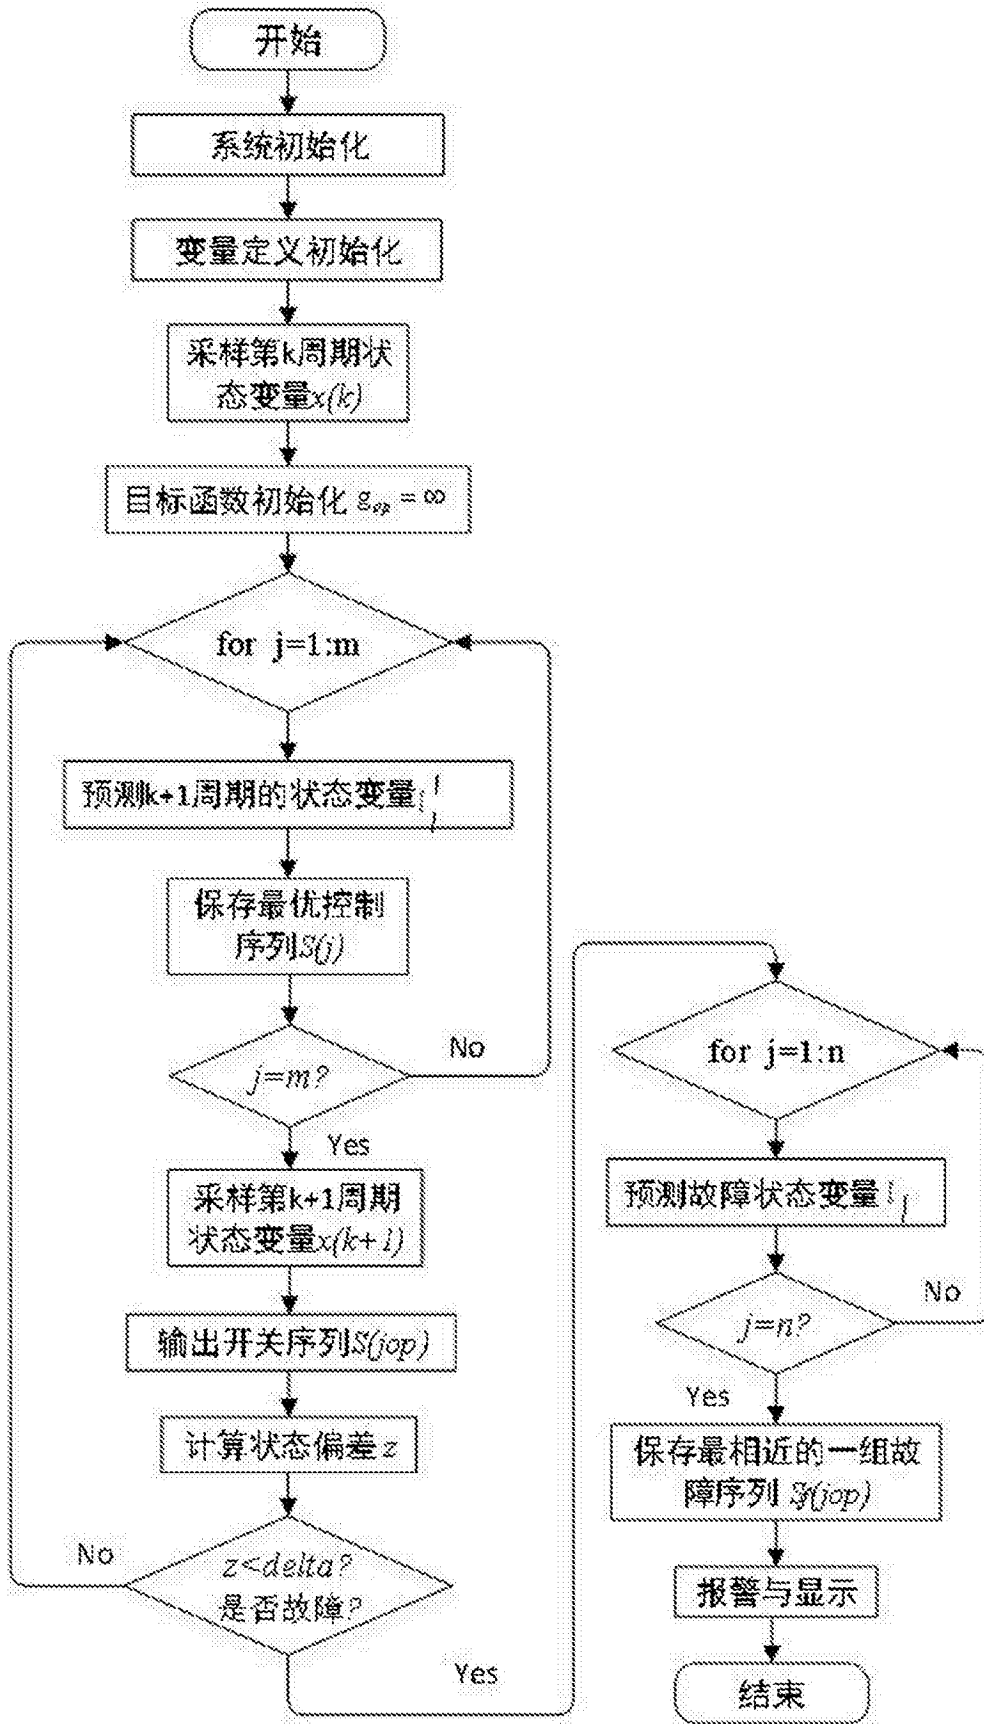 开始
系统初始化
变量定义初始化
采样第k周期状
态变量x(k)
目标函数初始化 g_op = ∞
for j=1:m
预测k+1周期的状态变量
保存最优控制
序列S(j)
j=m?
No
Yes
采样第k+1周期
状态变量x(k+1)
输出开关序列S(jop)
计算状态偏差 z
z<delta?
是否故障?
No
Yes
for j=1:n
预测故障状态变量
j=n?
No
Yes
保存最相近的一组故
障序列 Sf(jop)
报警与显示
结束